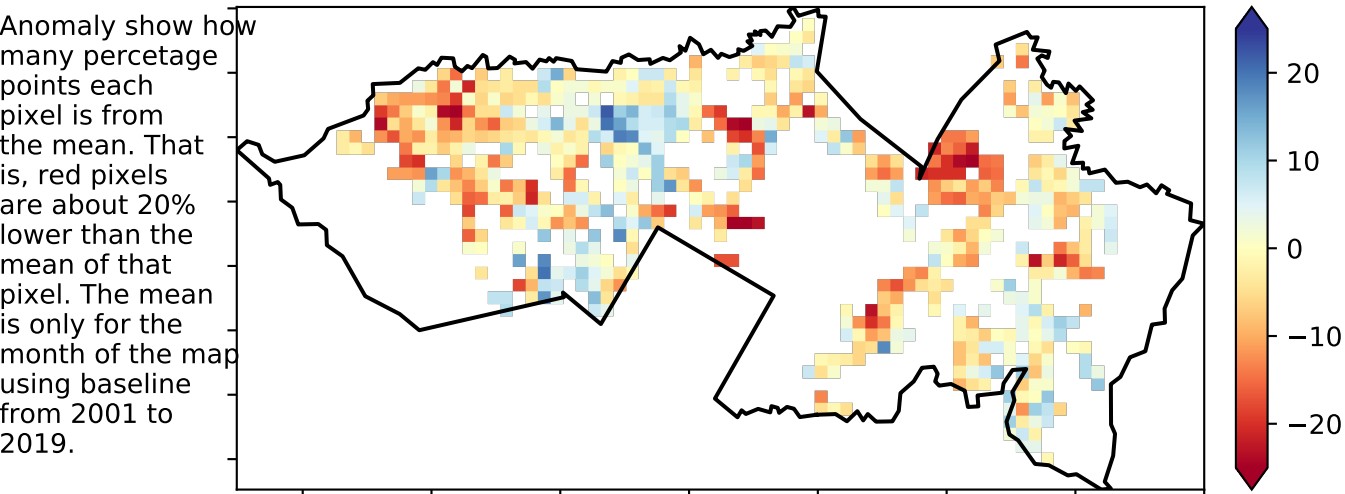 Anomaly show how
many percetage
points each
pixel is from
the mean. That
is, red pixels
are about 20%
lower than the
mean of that
pixel. The mean
is only for the
month of the map
using baseline
from 2001 to
2019.
20
10
0
−10
−20